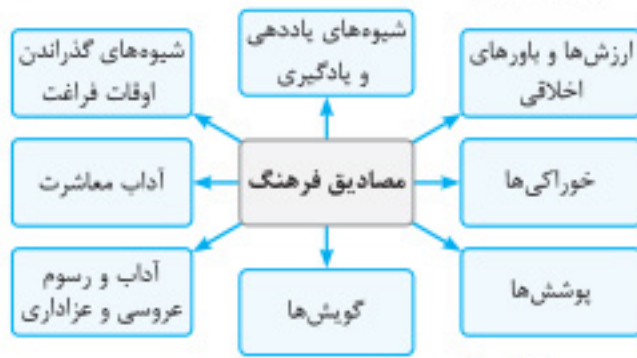 ارزش‌ها و باورهای
اخلاقی
شیوه‌های یاددهی
و یادگیری
شیوه‌های گذراندن
اوقات فراغت
خوراکی‌ها
مصادیق فرهنگ
آداب معاشرت
پوشش‌ها
گویش‌ها
آداب و رسوم
عروسی و عزاداری